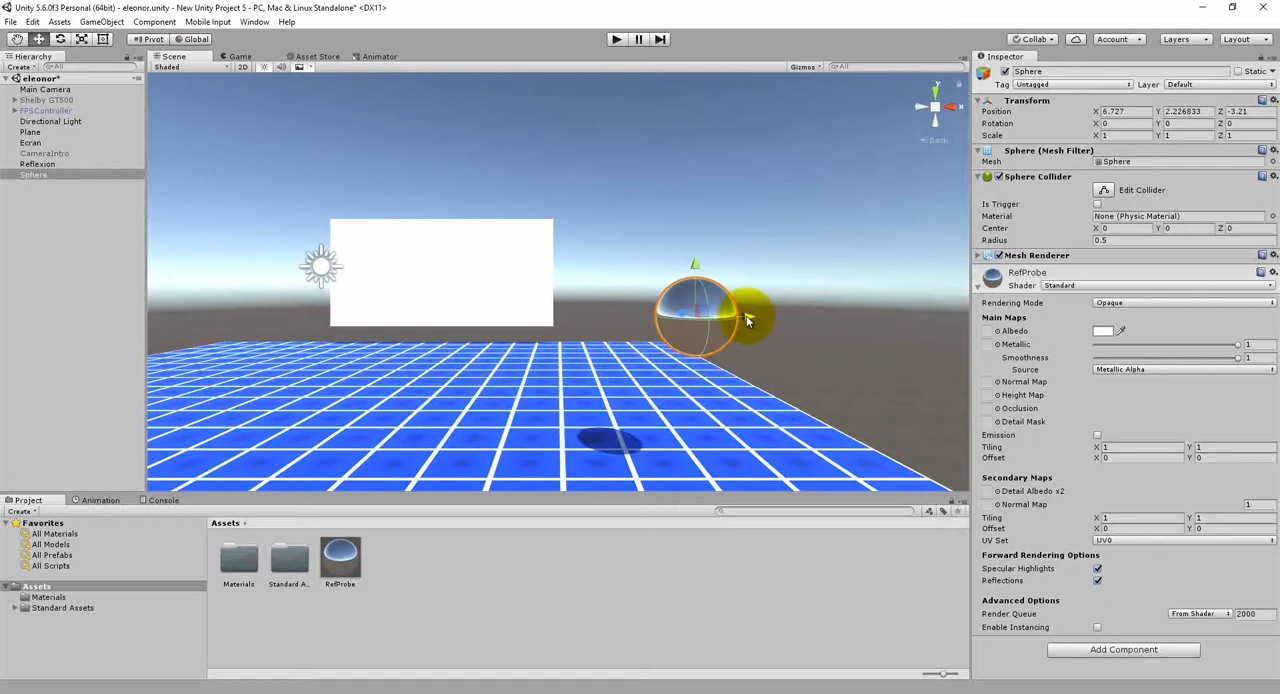 Unity 5.6.0f3 Personal (64bit) - eleonor.unity - New Unity Project 5 - PC, Mac & Linux Standalone* <DX11>
File Edit Assets GameObject Component Mobile Input Window Help
Pivot Global Collab Account Layers Layout
Hierarchy Scene Game Asset Store Animator Inspector
Create All Shaded 2D Gizmos All
eleonor*
Main Camera
Shelby GT500
FPSController
Directional Light
Plane
Ecran
CameraIntro
Reflexion
Sphere
y
x
Back
Sphere Static
Tag Untagged Layer Default
Transform
Position X 6.727 Y 2.226833 Z -3.21
Rotation X 0 Y 0 Z 0
Scale X 1 Y 1 Z 1
Sphere (Mesh Filter)
Mesh Sphere
Sphere Collider
Edit Collider
Is Trigger
Material None (Physic Material)
Center X 0 Y 0 Z 0
Radius 0.5
Mesh Renderer
RefProbe
Shader Standard
Rendering Mode Opaque
Main Maps
Albedo
Metallic 1
Smoothness 1
Source Metallic Alpha
Normal Map
Height Map
Occlusion
Detail Mask
Emission
Tiling X 1 Y 1
Offset X 0 Y 0
Secondary Maps
Detail Albedo x2
Normal Map 1
Tiling X 1 Y 1
Offset X 0 Y 0
UV Set UV0
Forward Rendering Options
Specular Highlights
Reflections
Advanced Options
Render Queue From Shader 2000
Enable Instancing
Add Component
Project Animation Console
Create
Favorites
All Materials
All Models
All Prefabs
All Scripts
Assets
Materials
Standard Assets
Assets
Materials Standard A... RefProbe